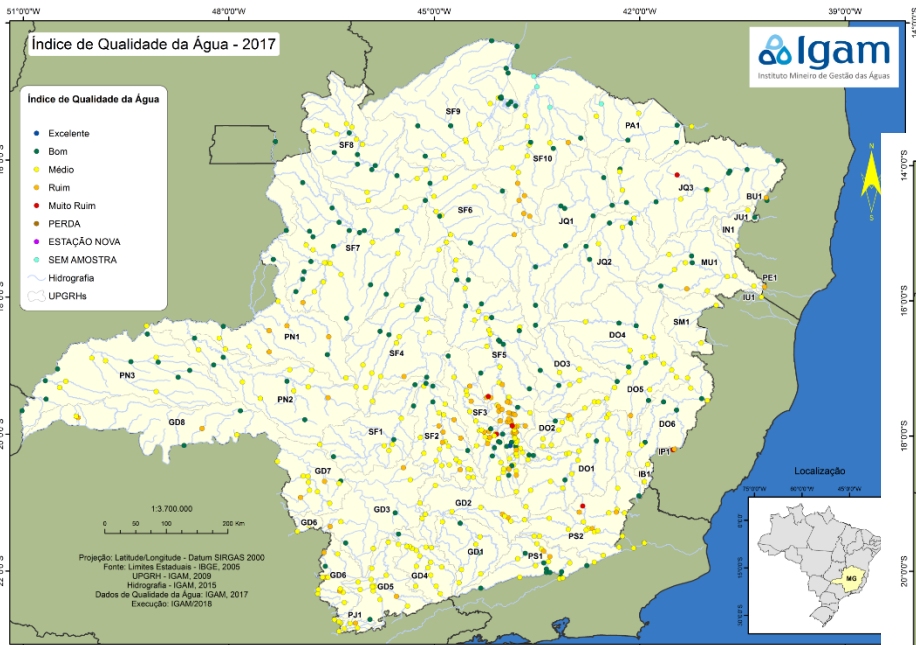 51°0'0"W
48°0'0"W
45°0'0"W
42°0'0"W
39°0'0"W
14°0'0"S
Índice de Qualidade da Água - 2017
Igam
Instituto Mineiro de Gestão das Águas
Índice de Qualidade da Água
Excelente
Bom
Médio
Ruim
Muito Ruim
PERDA
ESTAÇÃO NOVA
SEM AMOSTRA
Hidrografia
UPGRHs
SF9
PA1
SF8
SF10
JQ3
BU1
SF6
JQ1
JU1
IN1
SF7
JQ2
MU1
PE1
IU1
SM1
PN1
DO4
SF4
SF5
DO3
PN3
DO5
PN2
SF3
GD8
SF1
SF2
DO2
DO6
IP1
GD7
DO1
IB1
GD3
GD2
GD6
PS2
GD1
PS1
GD6
GD5
GD4
PJ1
N
S
14°0'0"S
16°0'0"S
18°0'0"S
20°0'0"S
1:3.700.000
0 50 100 200 Km
Projeção: Latitude/Longitude - Datum SIRGAS 2000
Fonte: Limites Estaduais - IBGE, 2005
UPGRH - IGAM, 2009
Hidrografia - IGAM, 2015
Dados de Qualidade da Água: IGAM, 2017
Execução: IGAM/2018
Localização
MG